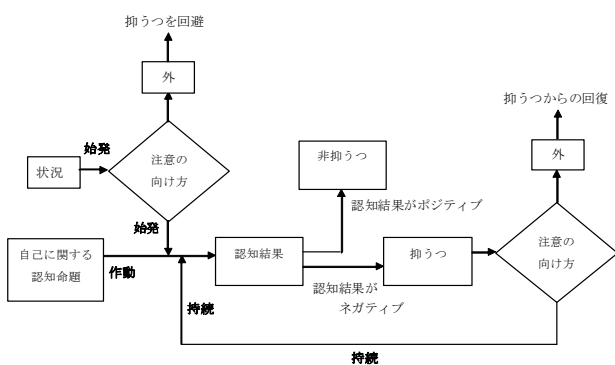 抑うつを回避
外
抑うつからの回復
始発
注意の
向け方
状況
非抑うつ
外
認知結果がポジティブ
始発
自己に関する
認知命題
作動
認知結果
抑うつ
注意の
向け方
認知結果が
ネガティブ
持続
持続